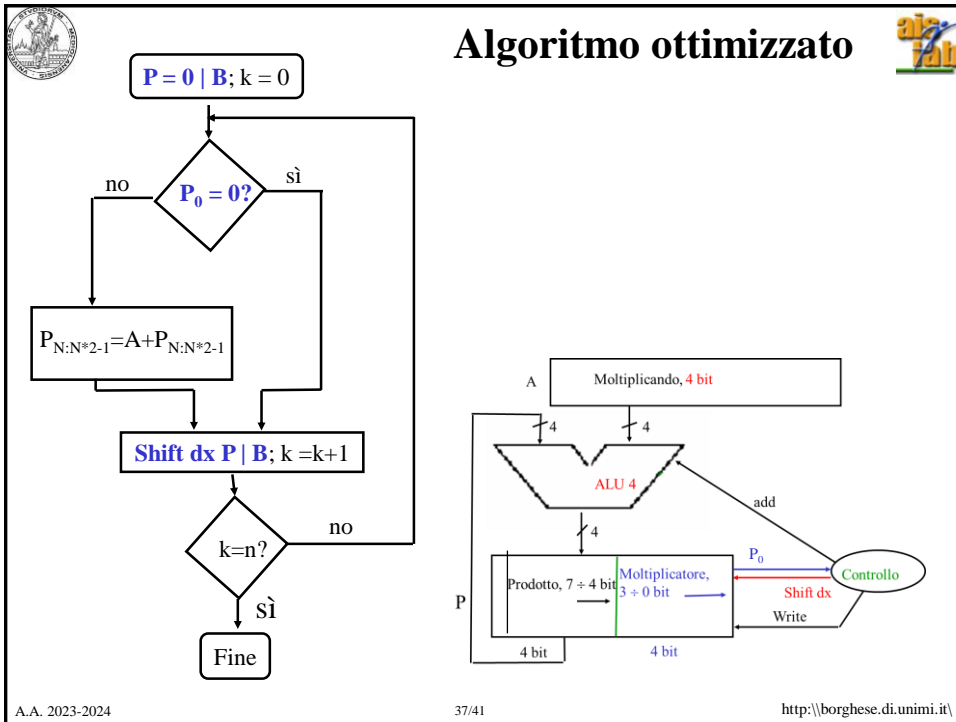 Algoritmo ottimizzato
P = 0 | B; k = 0
P0 = 0?
no
sì
PN:N*2-1=A+PN:N*2-1
Shift dx P | B; k =k+1
k=n?
no
sì
Fine
A
Moltiplicando, 4 bit
4
4
ALU 4
add
4
P
Prodotto, 7 ÷ 4 bit
Moltiplicatore,
3 ÷ 0 bit
P0
Shift dx
Write
Controllo
4 bit
4 bit
A.A. 2023-2024
37/41
http:\\borghese.di.unimi.it\